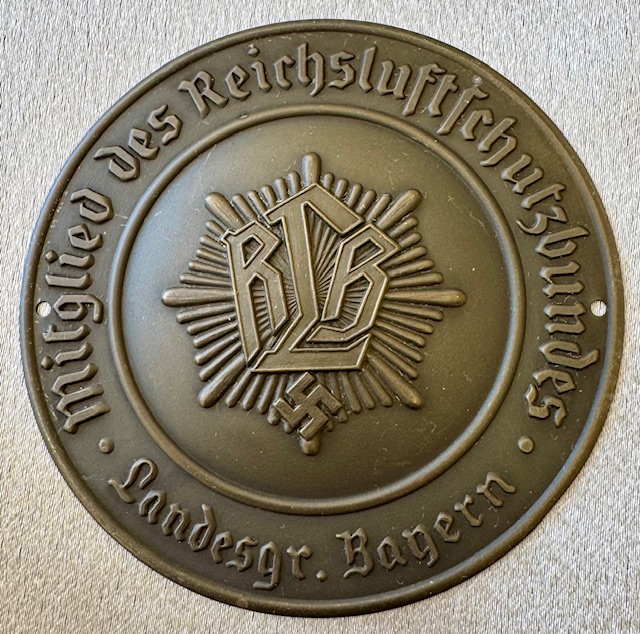 Mitglied des Reichsluftschutzbundes
RLB
Landesgr. Bayern